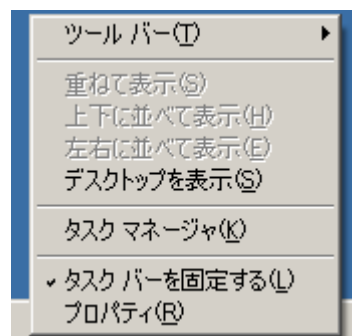 ツール バー(T)
重ねて表示(S)
上下に並べて表示(H)
左右に並べて表示(E)
デスクトップを表示(S)
タスク マネージャ(K)
タスク バーを固定する(L)
プロパティ(R)